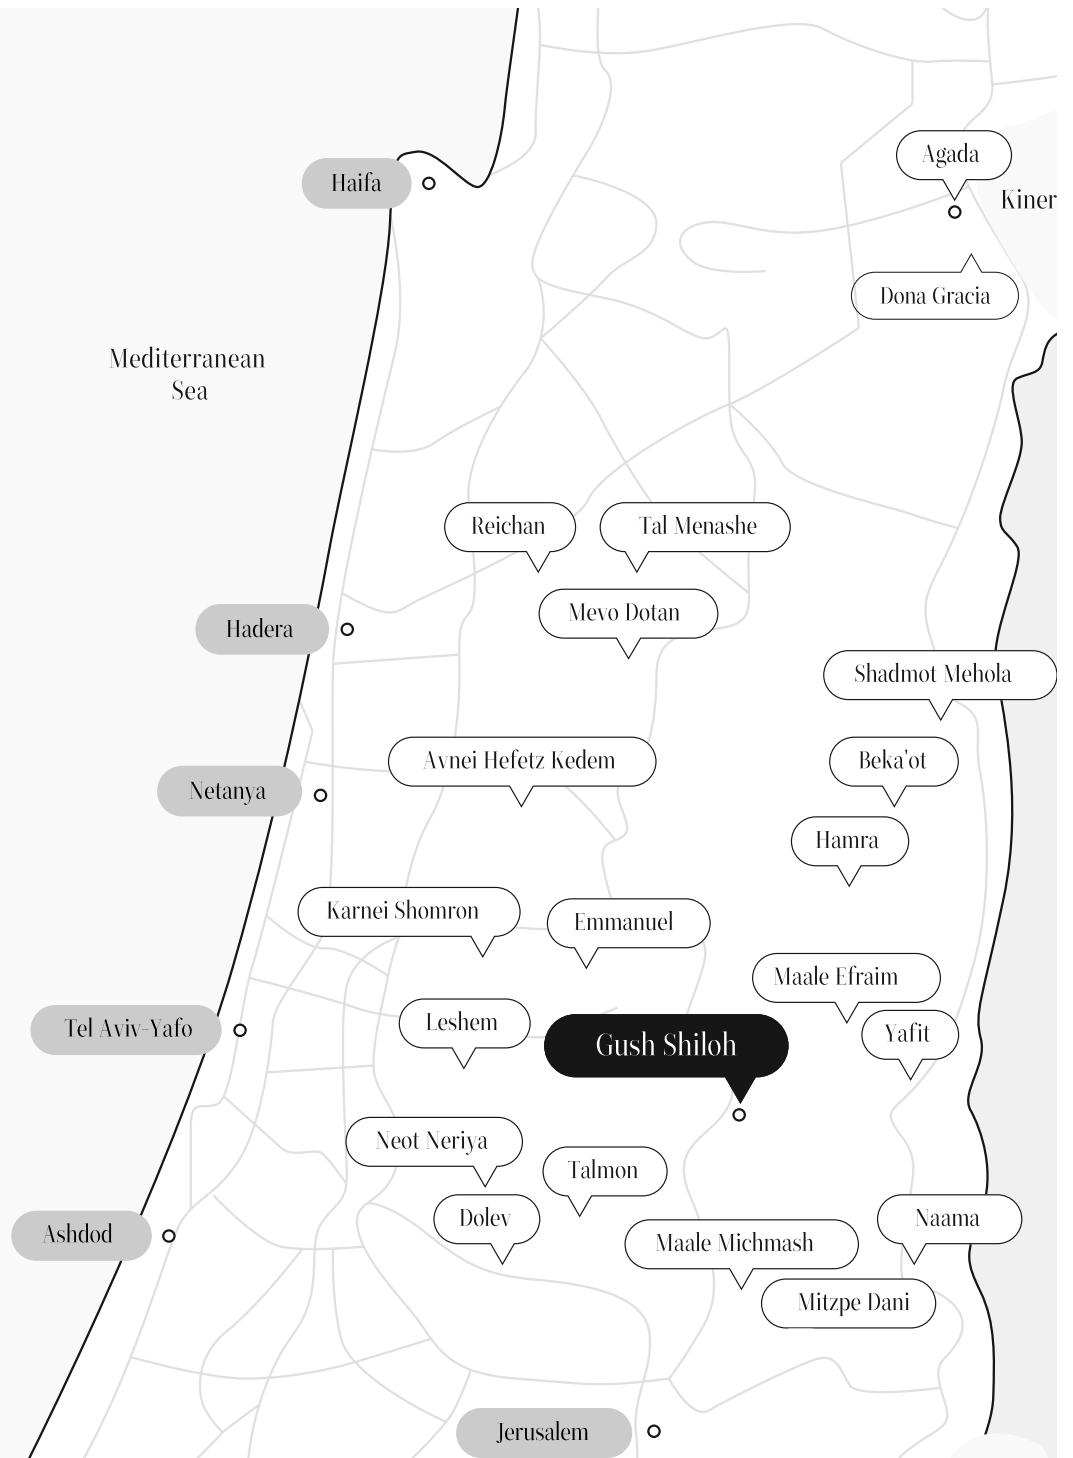 Agada
Haifa
Kiner
Dona Gracia
Mediterranean
Sea
Reichan
Tal Menashe
Mevo Dotan
Hadera
Shadmot Mehola
Avnei Hefetz Kedem
Beka'ot
Netanya
Hamra
Karnei Shomron
Emmanuel
Maale Efraim
Leshem
Tel Aviv-Yafo
Yafit
Gush Shiloh
Neot Neriya
Talmon
Dolev
Naama
Ashdod
Maale Michmash
Mitzpe Dani
Jerusalem